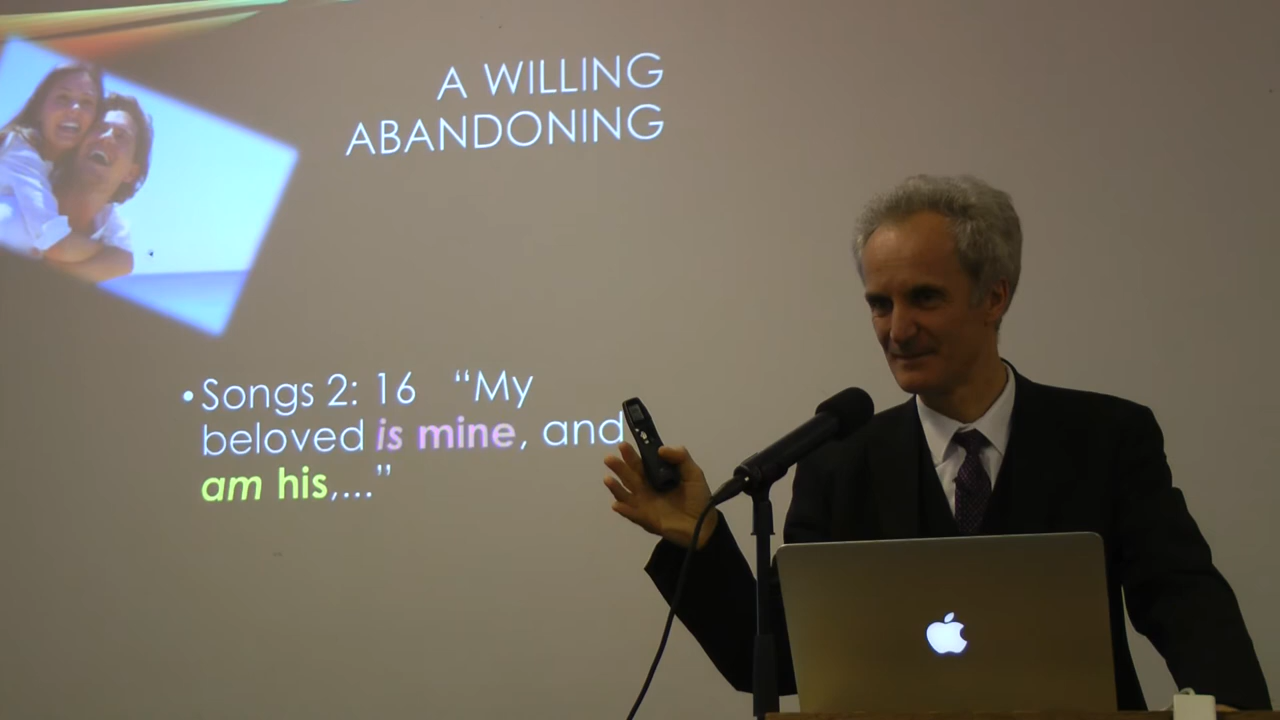 A WILLING
ABANDONING
•Songs 2: 16 “My
beloved is mine, and
am his,...”